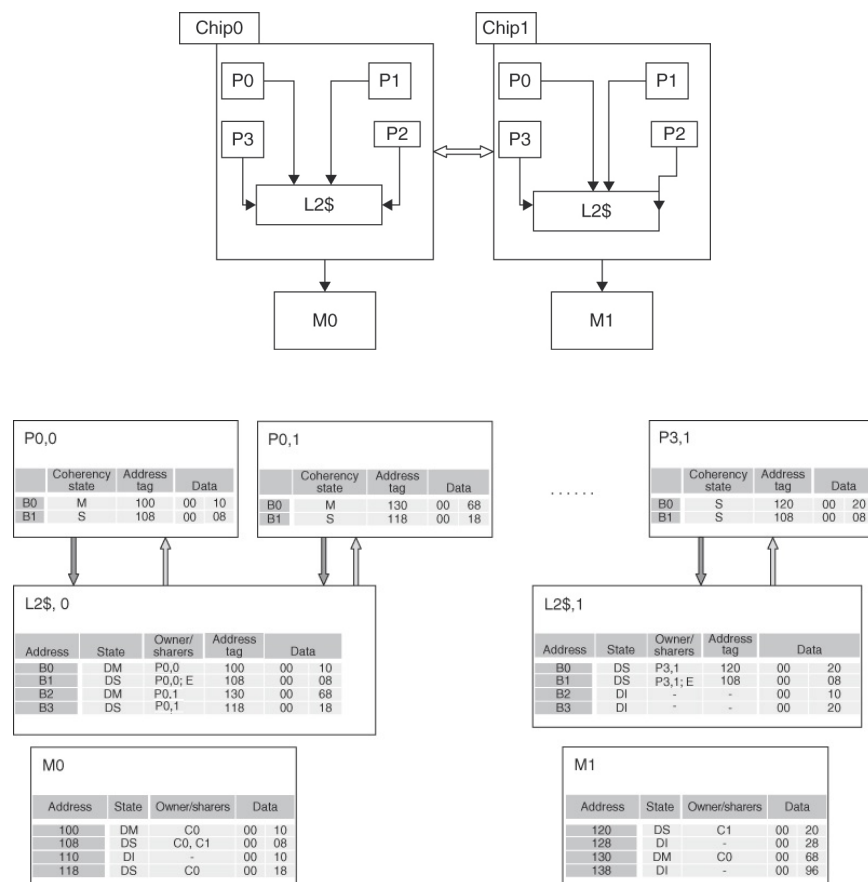 Chip0
Chip1
P0 P1
P0 P1
P3 P2
P3 P2
L2$
L2$
M0
M1
P0,0
Coherency state Address tag Data
B0 M 100 00 10
B1 S 108 00 08
P0,1
Coherency state Address tag Data
B0 M 130 00 68
B1 S 118 00 18
......
P3,1
Coherency state Address tag Data
B0 S 120 00 20
B1 S 108 00 08
L2$, 0
Address State Owner/sharers Address tag Data
B0 DM P0,0 100 00 10
B1 DS P0,0; E 108 00 08
B2 DM P0,1 130 00 68
B3 DS P0,1 118 00 18
L2$,1
Address State Owner/sharers Address tag Data
B0 DS P3,1 120 00 20
B1 DS P3,1; E 108 00 08
B2 DI - - 00 10
B3 DI - - 00 20
M0
Address State Owner/sharers Data
100 DM C0 00 10
108 DS C0, C1 00 08
110 DI - 00 10
118 DS C0 00 18
M1
Address State Owner/sharers Data
120 DS C1 00 20
128 DI - 00 28
130 DM C0 00 68
138 DI - 00 96